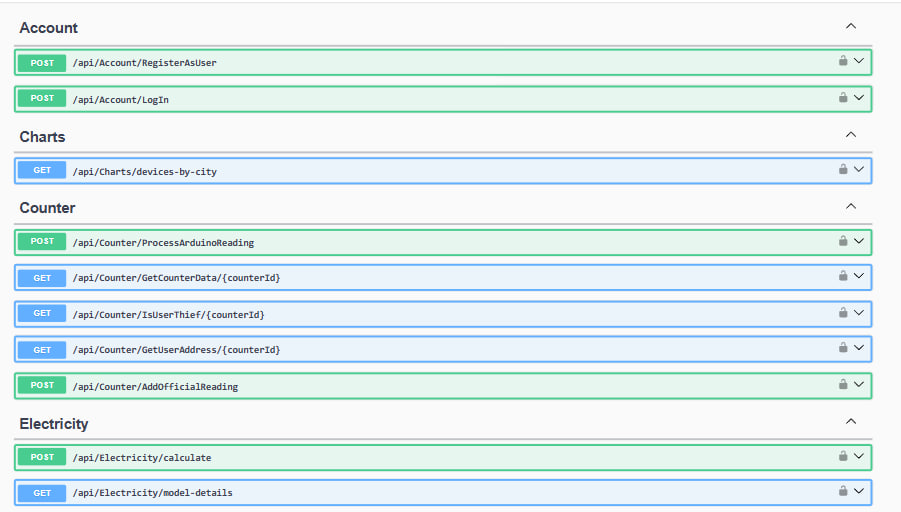 Account
POST /api/Account/RegisterAsUser
POST /api/Account/LogIn
Charts
GET /api/Charts/devices-by-city
Counter
POST /api/Counter/ProcessArduinoReading
GET /api/Counter/GetCounterData/{counterId}
GET /api/Counter/IsUserThief/{counterId}
GET /api/Counter/GetUserAddress/{counterId}
POST /api/Counter/AddOfficialReading
Electricity
POST /api/Electricity/calculate
GET /api/Electricity/model-details